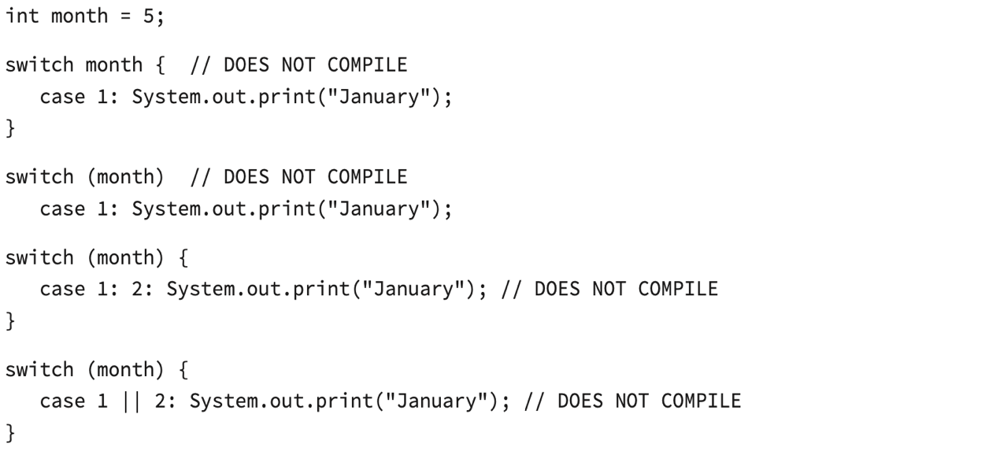 int month = 5;
switch month {  // DOES NOT COMPILE
   case 1: System.out.print("January");
}
switch (month)  // DOES NOT COMPILE
   case 1: System.out.print("January");
switch (month) {
   case 1: 2: System.out.print("January"); // DOES NOT COMPILE
}
switch (month) {
   case 1 || 2: System.out.print("January"); // DOES NOT COMPILE
}